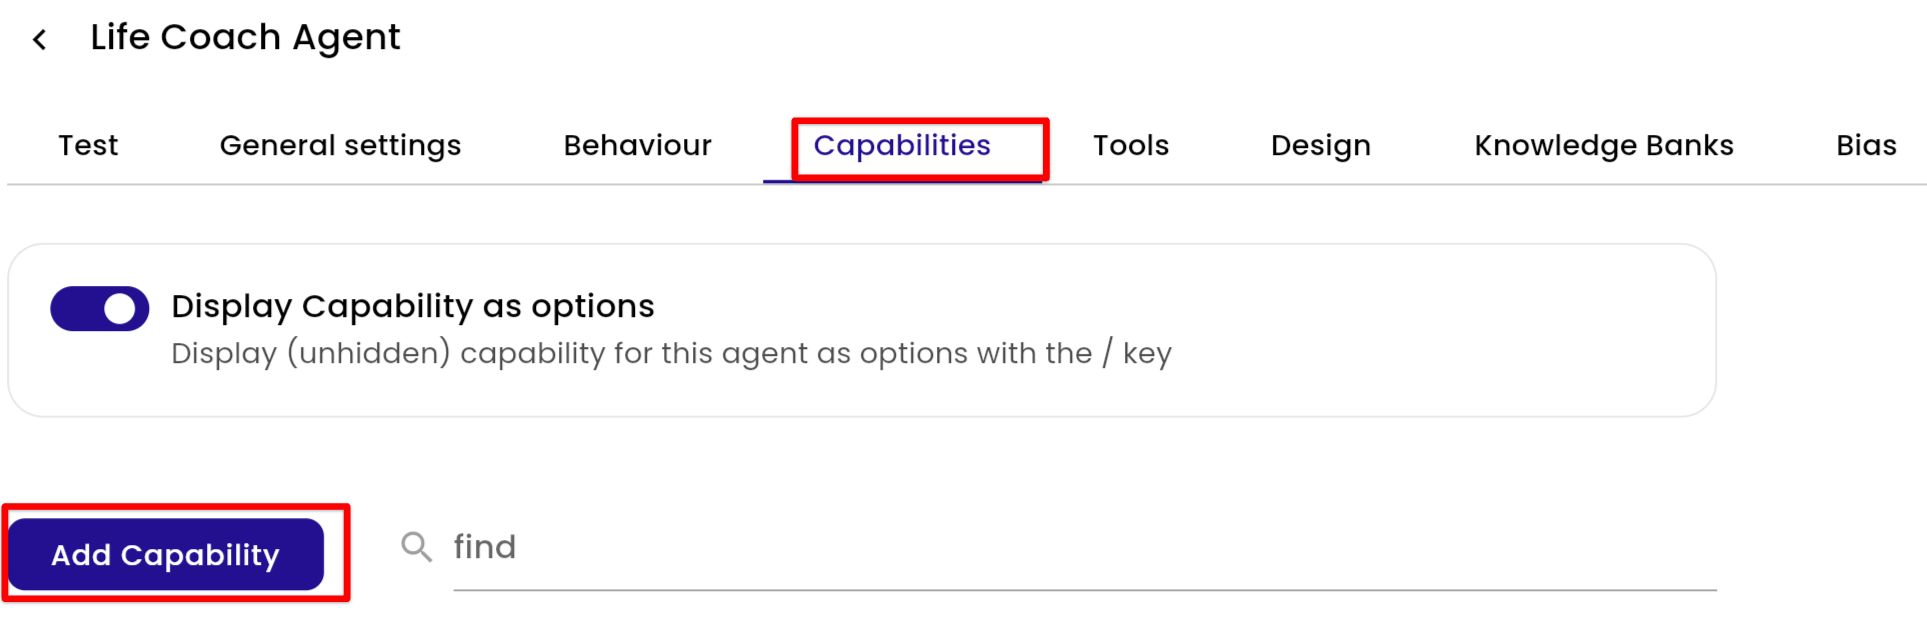 Life Coach Agent
Test General settings Behaviour Capabilities Tools Design Knowledge Banks Bias
Display Capability as options
Display (unhidden) capability for this agent as options with the / key
Add Capability find